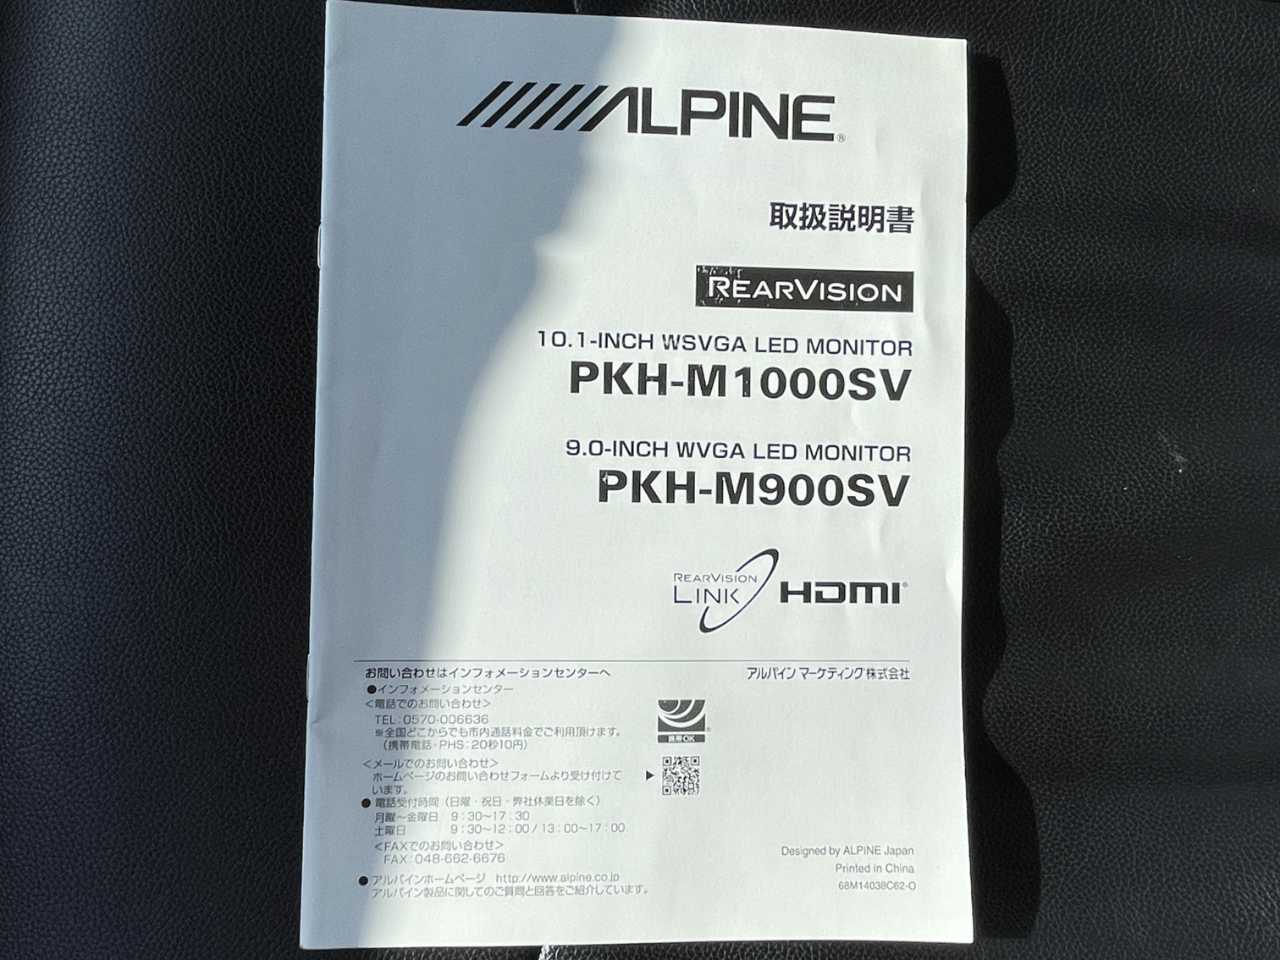 ALPINE®
取扱説明書
REARVISION
10.1-INCH WSVGA LED MONITOR
PKH-M1000SV
9.0-INCH WVGA LED MONITOR
PKH-M900SV
REARVISION
LINK
HDMI®
お問い合わせはインフォメーションセンターへ
アルパイン マーケティング株式会社
●インフォメーションセンター
<電話でのお問い合わせ>
TEL:0570-006636
※全国どこからでも市内通話料金でご利用頂けます。
(携帯電話・PHS:20秒10円)
携帯OK
<メールでのお問い合わせ>
ホームページのお問い合わせフォームより受け付けて
います。
●電話受付時間(日曜・祝日・弊社休業日を除く)
月曜〜金曜日 9:30〜17:30
土曜日 9:30〜12:00/13:00〜17:00
<FAXでのお問い合わせ>
FAX:048-662-6676
●アルパインホームページ http://www.alpine.co.jp
アルパイン製品に関してのご質問と回答をご紹介しています。
Designed by ALPINE Japan
Printed in China
68M14038C62-O